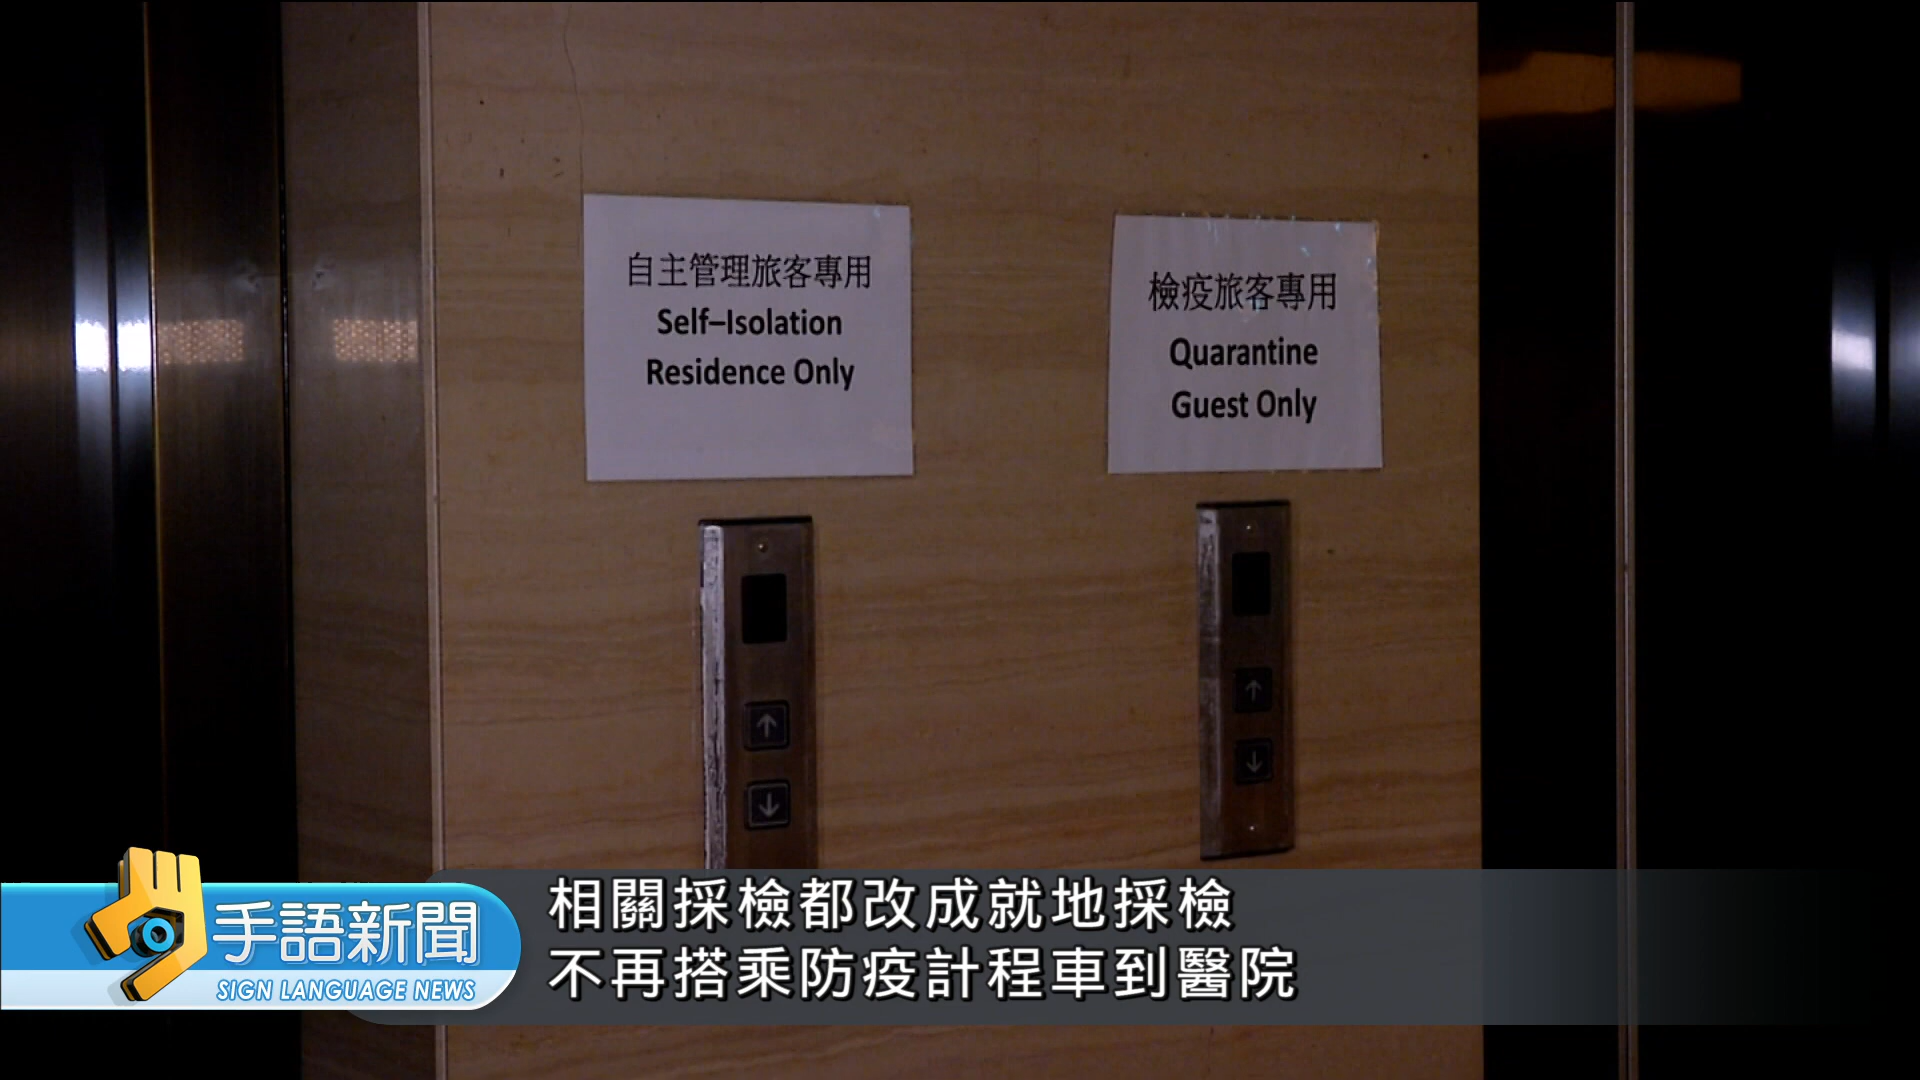 自主管理旅客專用
Self–Isolation
Residence Only
檢疫旅客專用
Quarantine
Guest Only
手語新聞
SIGN LANGUAGE NEWS
相關採檢都改成就地採檢
不再搭乘防疫計程車到醫院